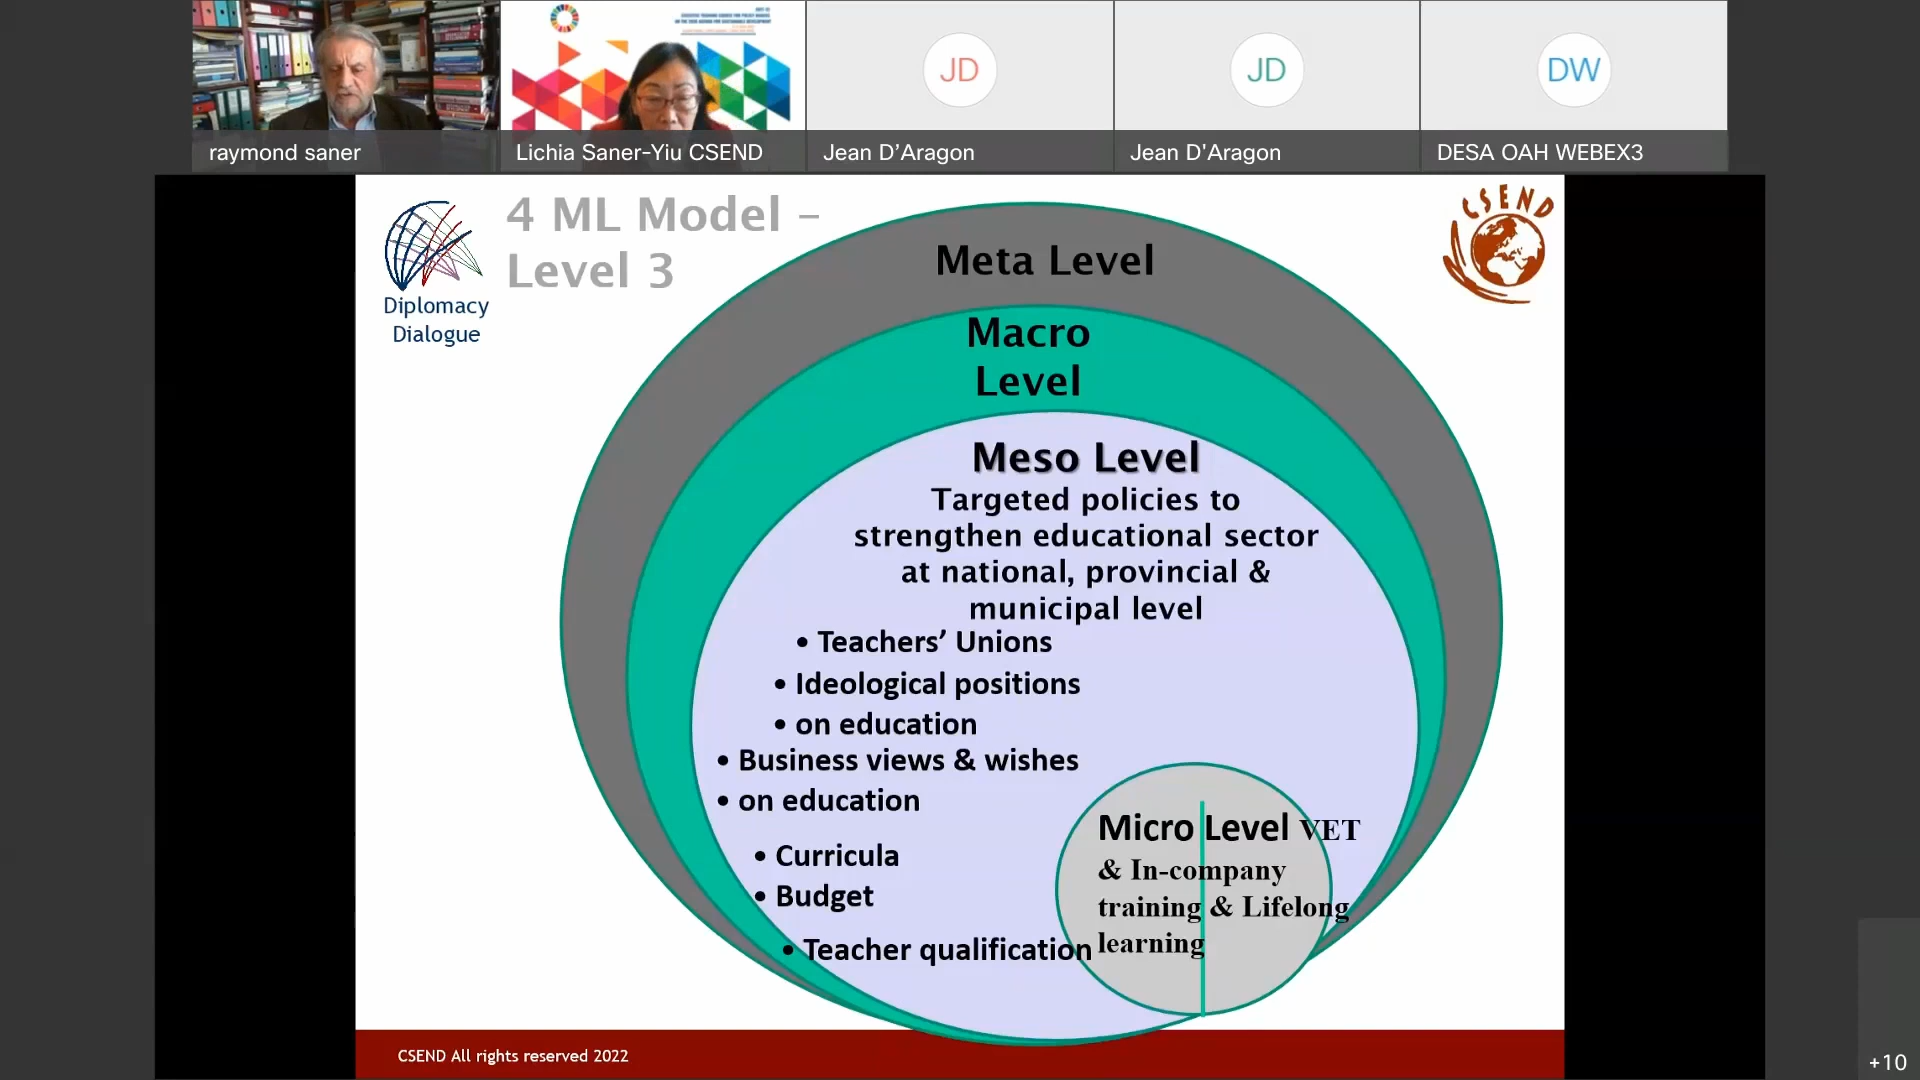 JD
JD
DW
raymond saner
Lichia Saner-Yiu CSEND
Jean D’Aragon
Jean D'Aragon
DESA OAH WEBEX3
4 ML Model –
Level 3
Diplomacy
Dialogue
CSEND
Meta Level
Macro
Level
Meso Level
Targeted policies to
strengthen educational sector
at national, provincial &
municipal level
• Teachers’ Unions
• Ideological positions
• on education
• Business views & wishes
• on education
• Curricula
• Budget
• Teacher qualification
Micro Level VET
& In-company
training & Lifelong
learning
CSEND All rights reserved 2022
+10